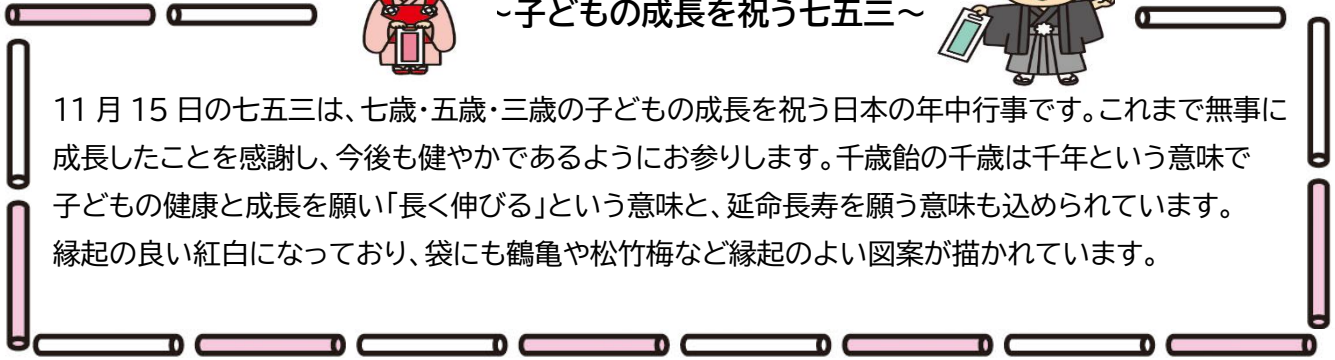 ~子どもの成長を祝う七五三~
11 月 15 日の七五三は、七歳・五歳・三歳の子どもの成長を祝う日本の年中行事です。これまで無事に
成長したことを感謝し、今後も健やかであるようにお参りします。千歳飴の千歳は千年という意味で
子どもの健康と成長を願い「長く伸びる」という意味と、延命長寿を願う意味も込められています。
縁起の良い紅白になっており、袋にも鶴亀や松竹梅など縁起のよい図案が描かれています。